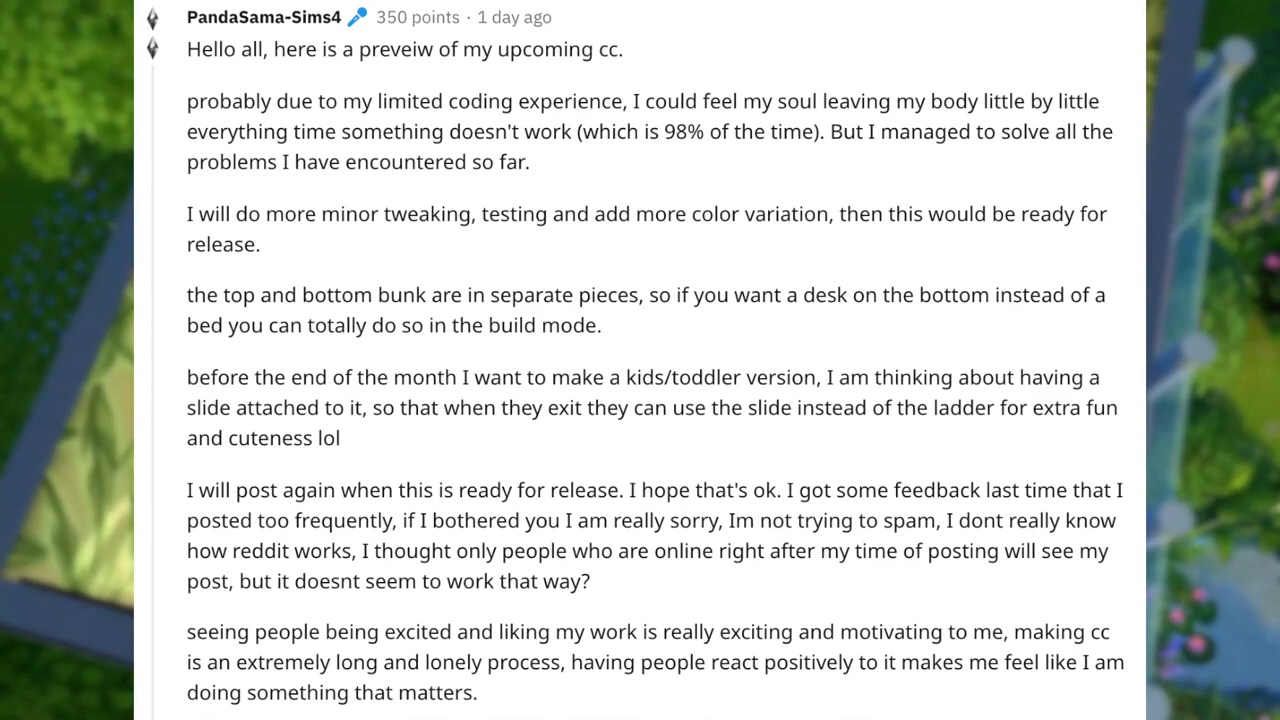 PandaSama-Sims4 350 points · 1 day ago
Hello all, here is a preveiw of my upcoming cc.
probably due to my limited coding experience, I could feel my soul leaving my body little by little
everything time something doesn't work (which is 98% of the time). But I managed to solve all the
problems I have encountered so far.
I will do more minor tweaking, testing and add more color variation, then this would be ready for
release.
the top and bottom bunk are in separate pieces, so if you want a desk on the bottom instead of a
bed you can totally do so in the build mode.
before the end of the month I want to make a kids/toddler version, I am thinking about having a
slide attached to it, so that when they exit they can use the slide instead of the ladder for extra fun
and cuteness lol
I will post again when this is ready for release. I hope that's ok. I got some feedback last time that I
posted too frequently, if I bothered you I am really sorry, Im not trying to spam, I dont really know
how reddit works, I thought only people who are online right after my time of posting will see my
post, but it doesnt seem to work that way?
seeing people being excited and liking my work is really exciting and motivating to me, making cc
is an extremely long and lonely process, having people react positively to it makes me feel like I am
doing something that matters.